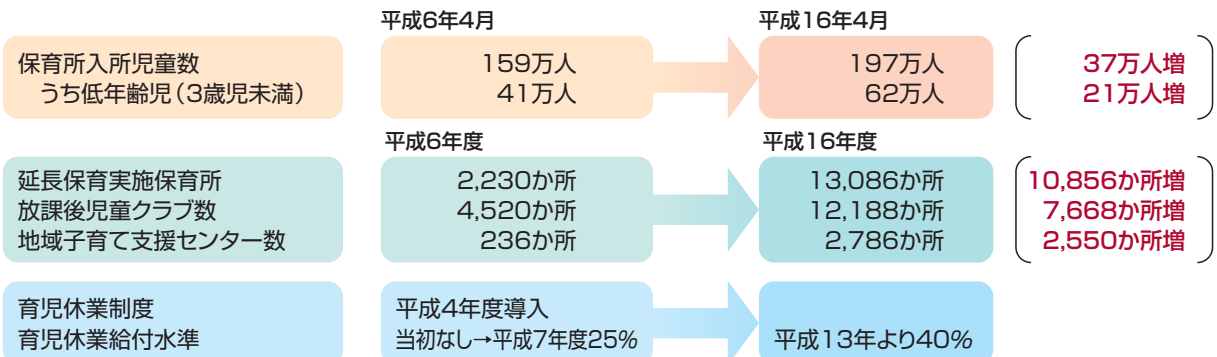 平成6年4月 平成16年4月
保育所入所児童数 159万人 197万人 37万人増
うち低年齢児(3歳児未満) 41万人 62万人 21万人増
平成6年度 平成16年度
延長保育実施保育所 2,230か所 13,086か所 10,856か所増
放課後児童クラブ数 4,520か所 12,188か所 7,668か所増
地域子育て支援センター数 236か所 2,786か所 2,550か所増
育児休業制度 平成4年度導入
育児休業給付水準 当初なし→平成7年度25% 平成13年より40%